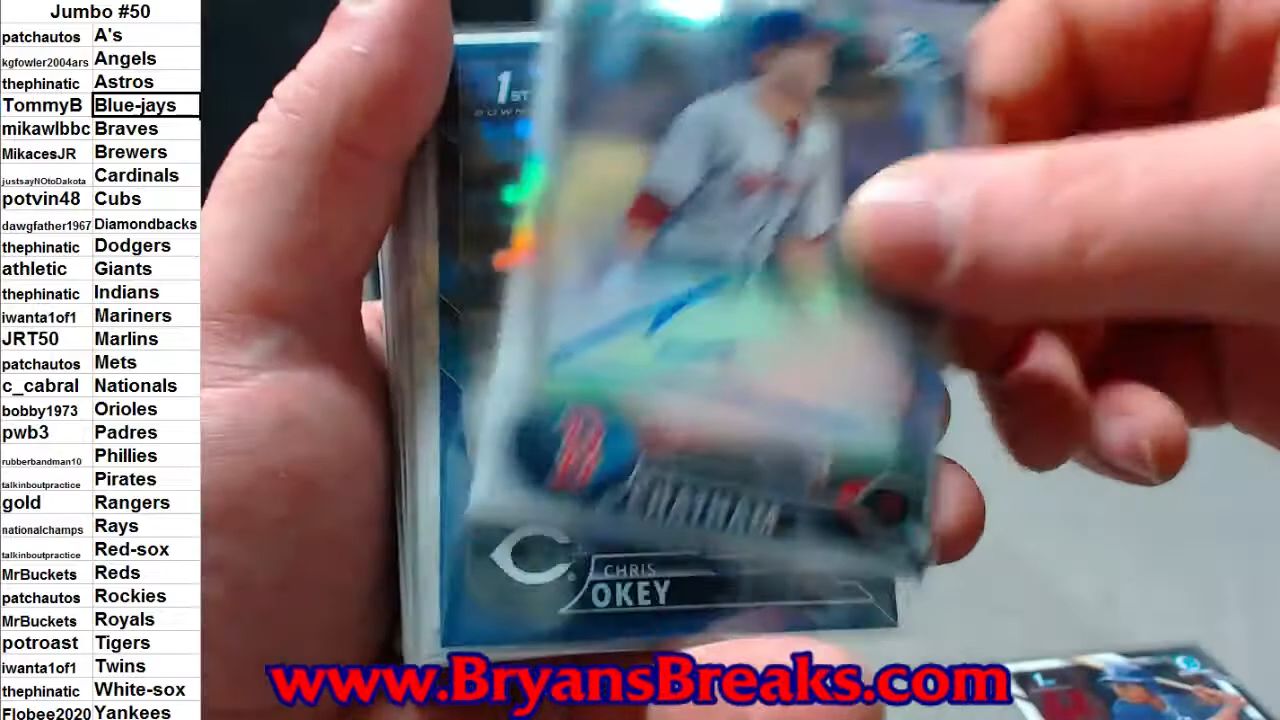 Jumbo #50
patchautos A's
kgfowler2004ars Angels
thephinatic Astros
TommyB Blue-jays
mikawlbbc Braves
MikacesJR Brewers
justsayNOtoDakota Cardinals
potvin48 Cubs
dawgfather1967 Diamondbacks
thephinatic Dodgers
athletic Giants
thephinatic Indians
iwanta1of1 Mariners
JRT50 Marlins
patchautos Mets
c_cabral Nationals
bobby1973 Orioles
pwb3 Padres
rubberbandman10 Phillies
talkinboutpractice Pirates
gold Rangers
nationalchamps Rays
talkinboutpractice Red-sox
MrBuckets Reds
patchautos Rockies
MrBuckets Royals
potroast Tigers
iwanta1of1 Twins
thephinatic White-sox
Flobee2020 Yankees
1ST
CHRIS
OKEY
www.BryansBreaks.com